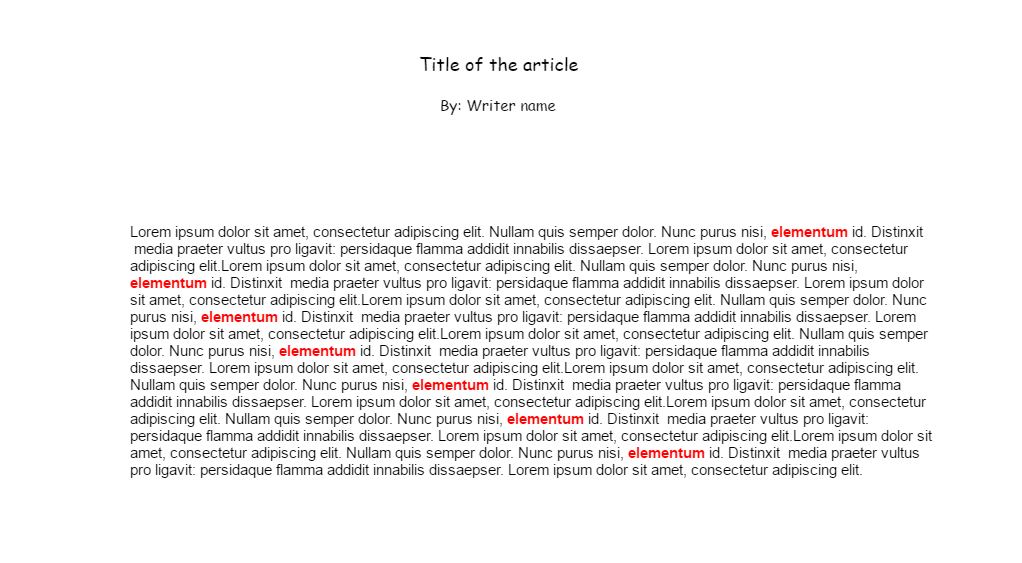 Title of the article
By: Writer name
Lorem ipsum dolor sit amet, consectetur adipiscing elit. Nullam quis semper dolor. Nunc purus nisi, elementum id. Distinxit
media praeter vultus pro ligavit: persidaque flamma addidit innabilis dissaepser. Lorem ipsum dolor sit amet, consectetur
adipiscing elit.Lorem ipsum dolor sit amet, consectetur adipiscing elit. Nullam quis semper dolor. Nunc purus nisi,
elementum id. Distinxit  media praeter vultus pro ligavit: persidaque flamma addidit innabilis dissaepser. Lorem ipsum dolor
sit amet, consectetur adipiscing elit.Lorem ipsum dolor sit amet, consectetur adipiscing elit. Nullam quis semper dolor. Nunc
purus nisi, elementum id. Distinxit  media praeter vultus pro ligavit: persidaque flamma addidit innabilis dissaepser. Lorem
ipsum dolor sit amet, consectetur adipiscing elit.Lorem ipsum dolor sit amet, consectetur adipiscing elit. Nullam quis semper
dolor. Nunc purus nisi, elementum id. Distinxit  media praeter vultus pro ligavit: persidaque flamma addidit innabilis
dissaepser. Lorem ipsum dolor sit amet, consectetur adipiscing elit.Lorem ipsum dolor sit amet, consectetur adipiscing elit.
Nullam quis semper dolor. Nunc purus nisi, elementum id. Distinxit  media praeter vultus pro ligavit: persidaque flamma
addidit innabilis dissaepser. Lorem ipsum dolor sit amet, consectetur adipiscing elit.Lorem ipsum dolor sit amet, consectetur
adipiscing elit. Nullam quis semper dolor. Nunc purus nisi, elementum id. Distinxit  media praeter vultus pro ligavit:
persidaque flamma addidit innabilis dissaepser. Lorem ipsum dolor sit amet, consectetur adipiscing elit.Lorem ipsum dolor sit
amet, consectetur adipiscing elit. Nullam quis semper dolor. Nunc purus nisi, elementum id. Distinxit  media praeter vultus
pro ligavit: persidaque flamma addidit innabilis dissaepser. Lorem ipsum dolor sit amet, consectetur adipiscing elit.